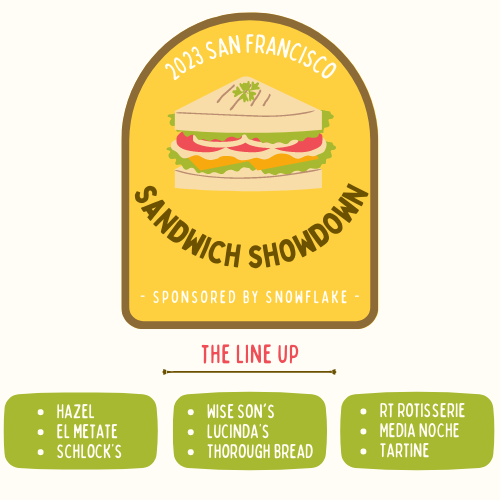 2023 SAN FRANCISCO
SANDWICH SHOWDOWN
- SPONSORED BY SNOWFLAKE -
THE LINE UP
• HAZEL
• EL METATE
• SCHLOCK'S
• WISE SON'S
• LUCINDA'S
• THOROUGH BREAD
• RT ROTISSERIE
• MEDIA NOCHE
• TARTINE